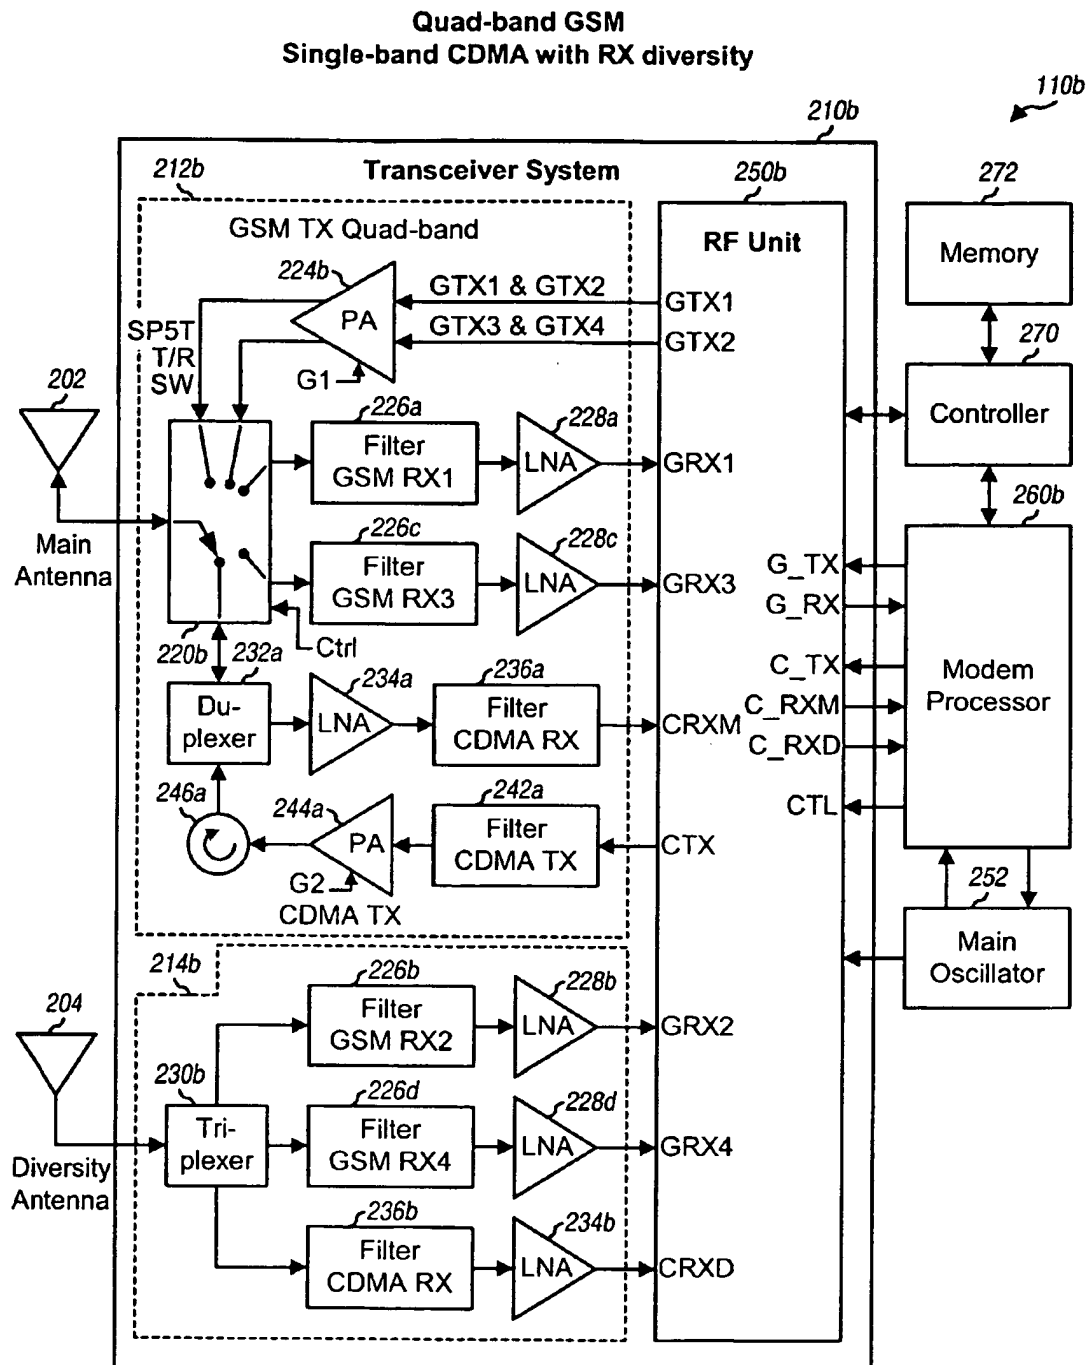 Quad-band GSM
Single-band CDMA with RX diversity
110b
210b
Transceiver System
212b
250b
272
GSM TX Quad-band
RF Unit
Memory
224b
PA
GTX1 & GTX2
GTX1
GTX3 & GTX4
GTX2
SP5T
T/R
SW
G1
270
Controller
202
226a
Filter
GSM RX1
228a
LNA
GRX1
260b
Main
Antenna
226c
Filter
GSM RX3
228c
LNA
GRX3
G_TX
G_RX
Ctrl
220b
232a
C_TX
Modem
Processor
Du-
plexer
234a
LNA
236a
Filter
CDMA RX
CRXM
C_RXM
C_RXD
246a
244a
PA
242a
Filter
CDMA TX
CTX
CTL
G2
CDMA TX
252
Main
Oscillator
214b
226b
Filter
GSM RX2
228b
LNA
GRX2
204
230b
Tri-
plexer
226d
Filter
GSM RX4
228d
LNA
GRX4
Diversity
Antenna
236b
Filter
CDMA RX
234b
LNA
CRXD